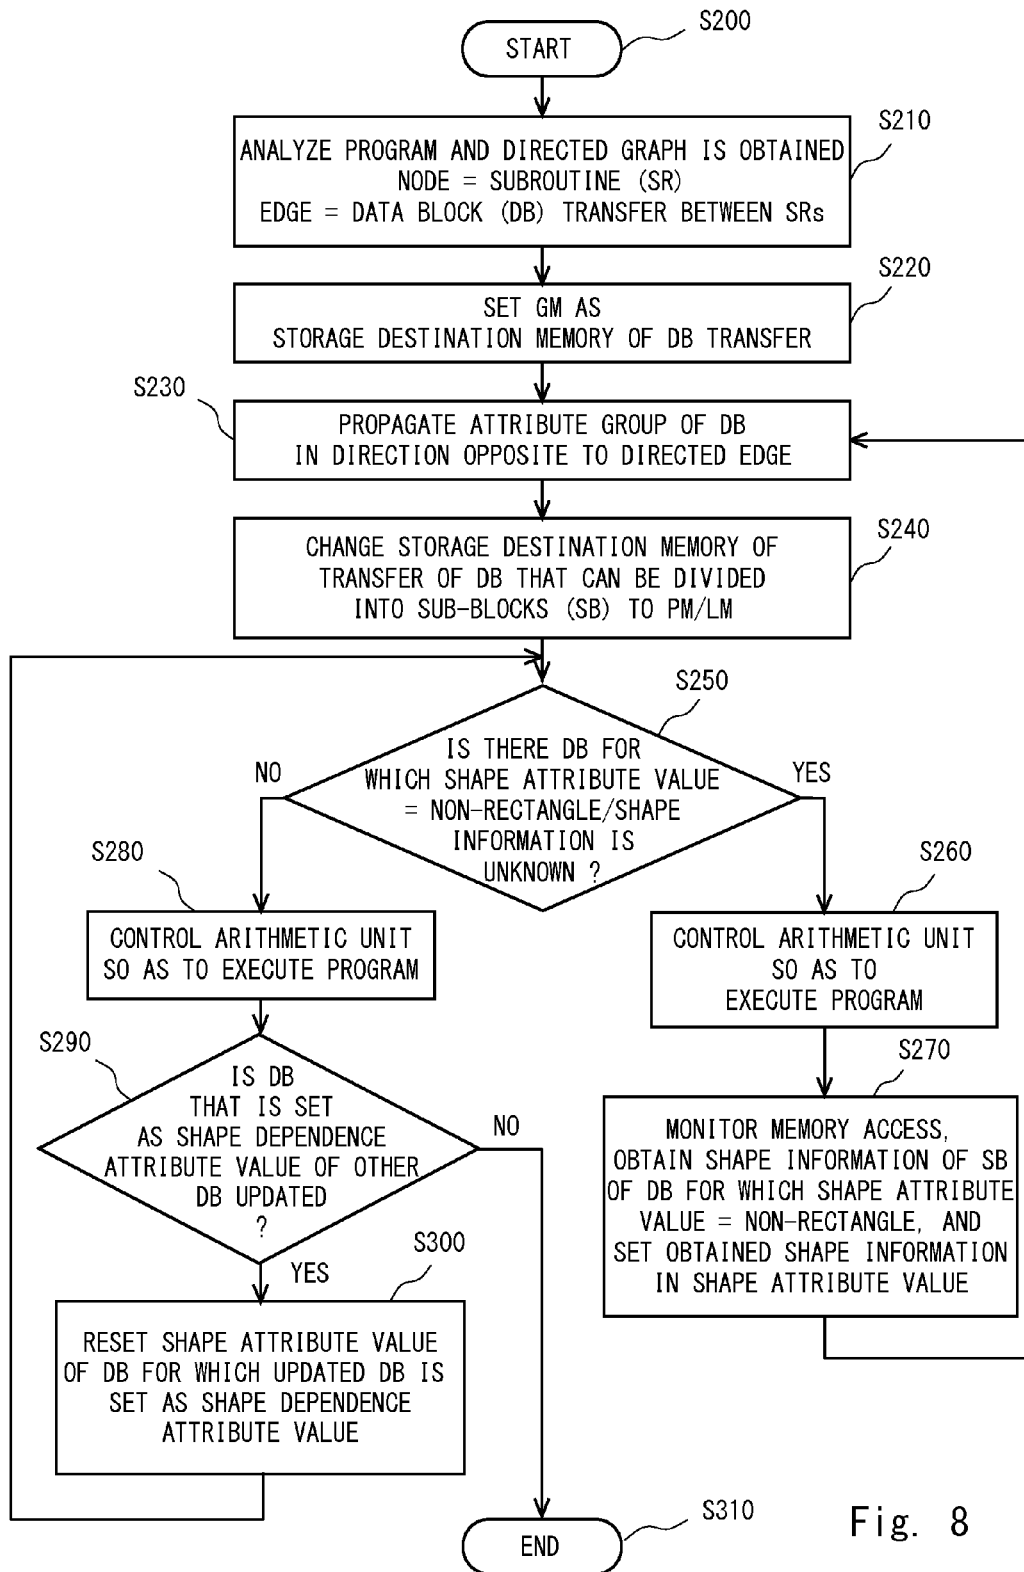 START
S200
S210
ANALYZE PROGRAM AND DIRECTED GRAPH IS OBTAINED
NODE = SUBROUTINE (SR)
EDGE = DATA BLOCK (DB) TRANSFER BETWEEN SRs
S220
SET GM AS
STORAGE DESTINATION MEMORY OF DB TRANSFER
S230
PROPAGATE ATTRIBUTE GROUP OF DB
IN DIRECTION OPPOSITE TO DIRECTED EDGE
S240
CHANGE STORAGE DESTINATION MEMORY OF
TRANSFER OF DB THAT CAN BE DIVIDED
INTO SUB-BLOCKS (SB) TO PM/LM
S250
IS THERE DB FOR
WHICH SHAPE ATTRIBUTE VALUE
= NON-RECTANGLE/SHAPE
INFORMATION IS
UNKNOWN ?
NO
YES
S280
CONTROL ARITHMETIC UNIT
SO AS TO EXECUTE PROGRAM
S260
CONTROL ARITHMETIC UNIT
SO AS TO
EXECUTE PROGRAM
S290
IS DB
THAT IS SET
AS SHAPE DEPENDENCE
ATTRIBUTE VALUE OF OTHER
DB UPDATED
?
NO
YES
S270
MONITOR MEMORY ACCESS,
OBTAIN SHAPE INFORMATION OF SB
OF DB FOR WHICH SHAPE ATTRIBUTE
VALUE = NON-RECTANGLE, AND
SET OBTAINED SHAPE INFORMATION
IN SHAPE ATTRIBUTE VALUE
S300
RESET SHAPE ATTRIBUTE VALUE
OF DB FOR WHICH UPDATED DB IS
SET AS SHAPE DEPENDENCE
ATTRIBUTE VALUE
S310
END
Fig. 8